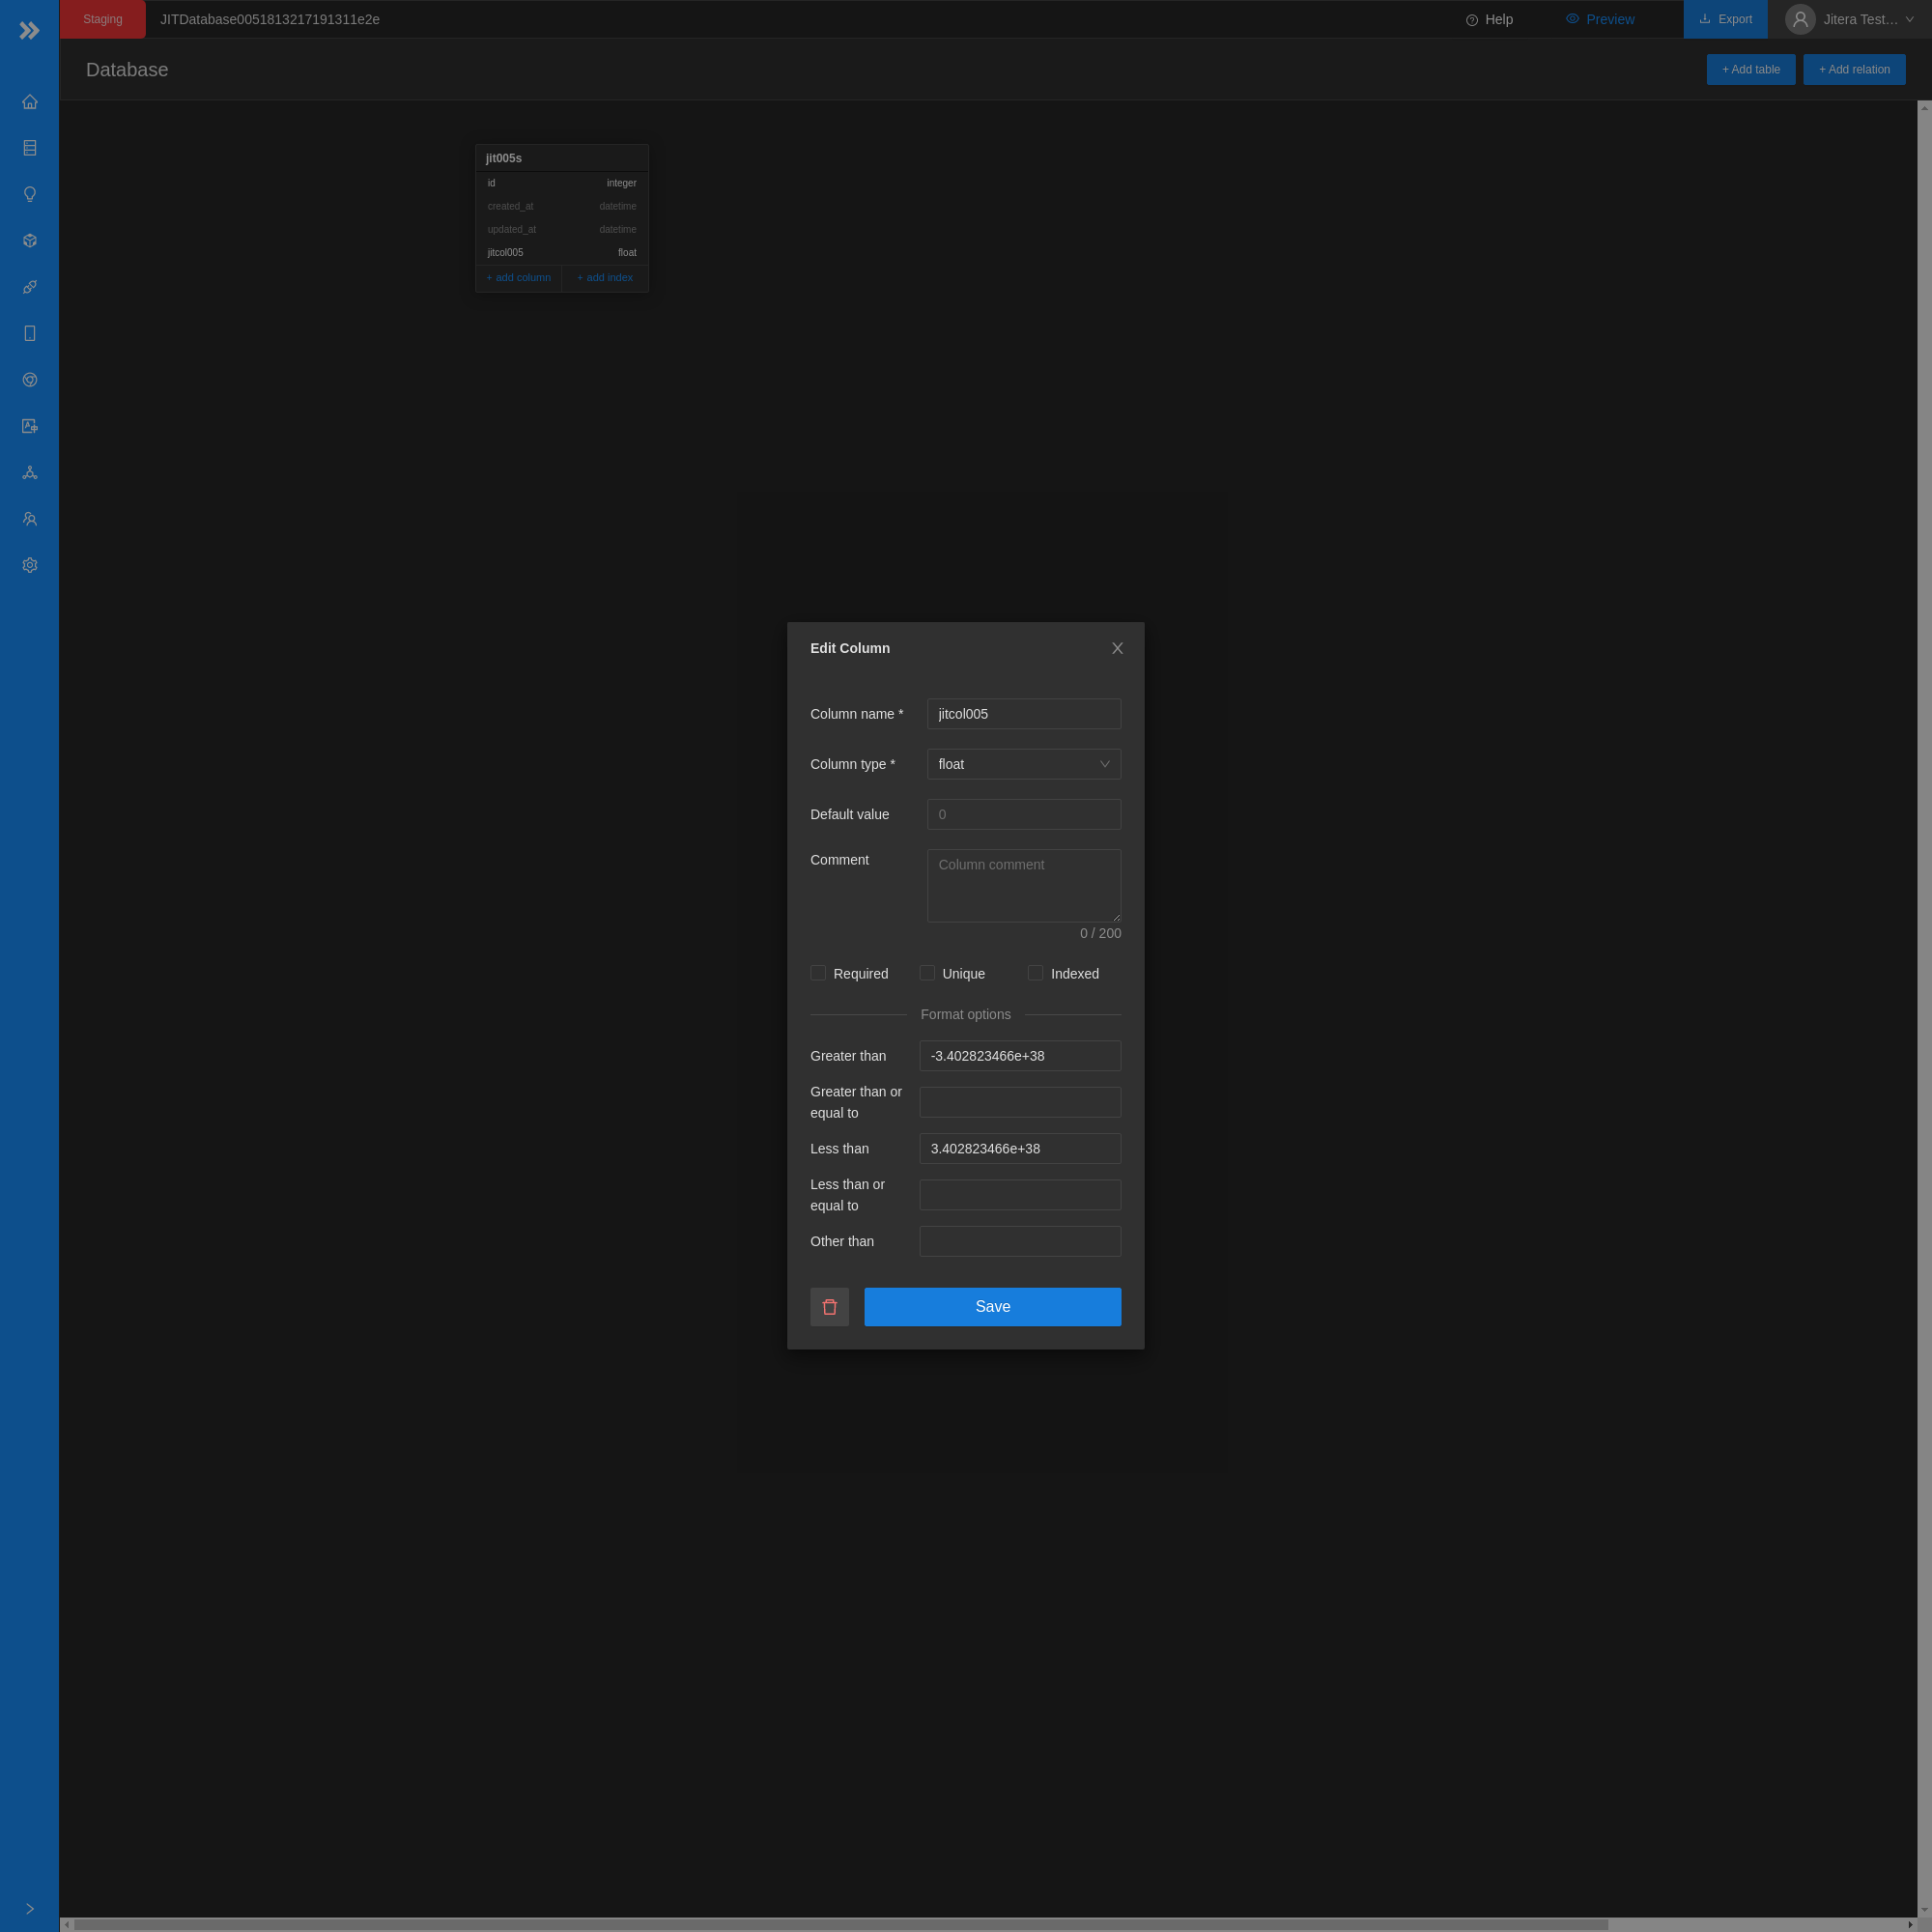 Staging
JITDatabase0051813217191311e2e
Help
Preview
Export
Jitera Test…
Database
+ Add table
+ Add relation
jit005s
id integer
created_at datetime
updated_at datetime
jitcol005 float
+ add column + add index
Edit Column
Column name * jitcol005
Column type * float
Default value 0
Comment Column comment
0 / 200
Required Unique Indexed
Format options
Greater than -3.402823466e+38
Greater than or
equal to
Less than 3.402823466e+38
Less than or
equal to
Other than
Save